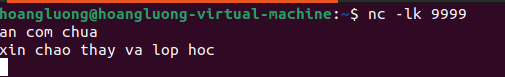 hoangluong@hoangluong-virtual-machine:~$ nc -lk 9999
an com chua
xin chao thay va lop hoc